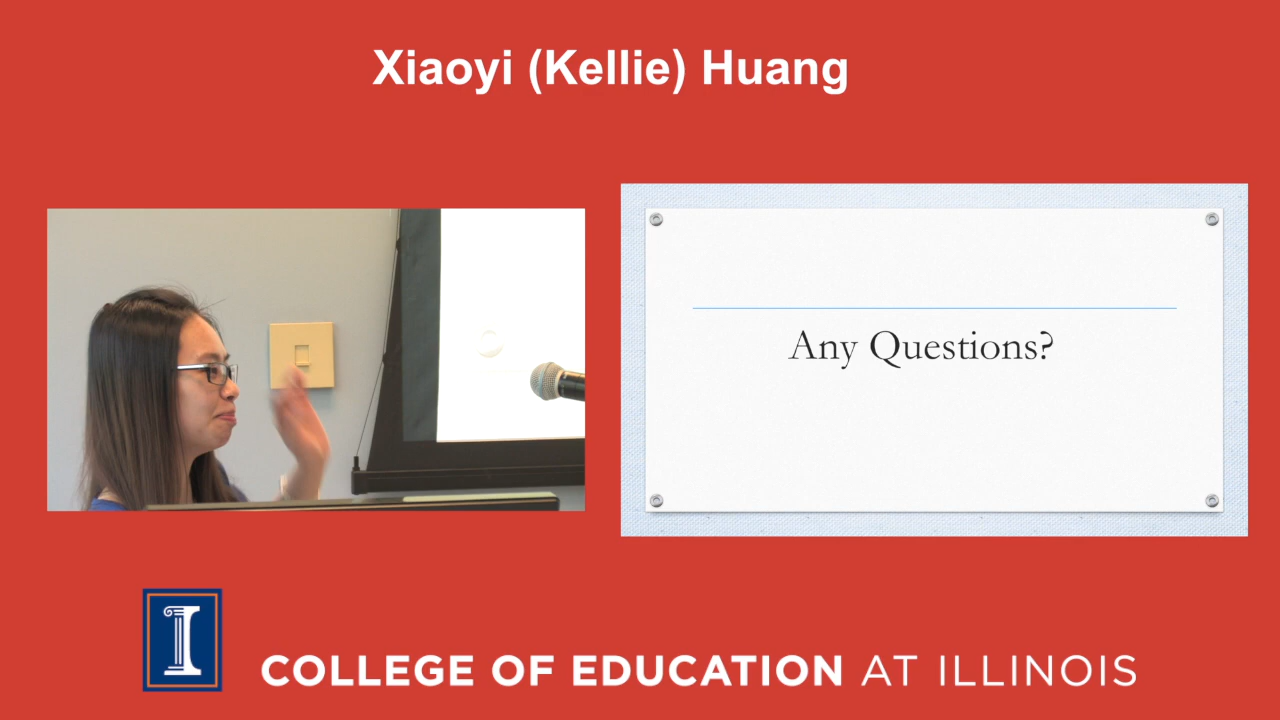 Xiaoyi (Kellie) Huang
Any Questions?
I
COLLEGE OF EDUCATION AT ILLINOIS